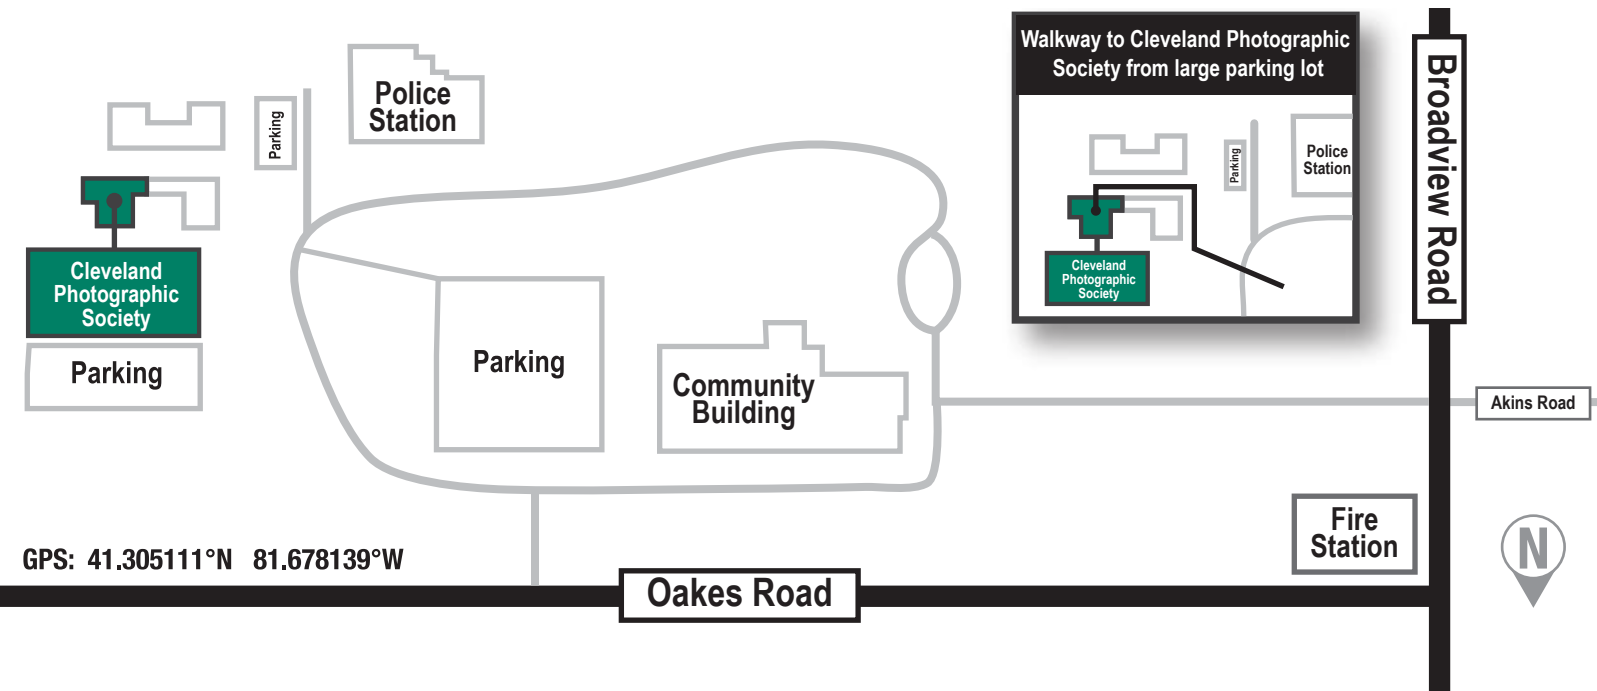 Walkway to Cleveland Photographic
Society from large parking lot
Parking
Police
Station
Cleveland
Photographic
Society
Broadview Road
Police
Station
Parking
Cleveland
Photographic
Society
Parking
Parking
Community
Building
Akins Road
Fire
Station
N
GPS: 41.305111°N 81.678139°W
Oakes Road